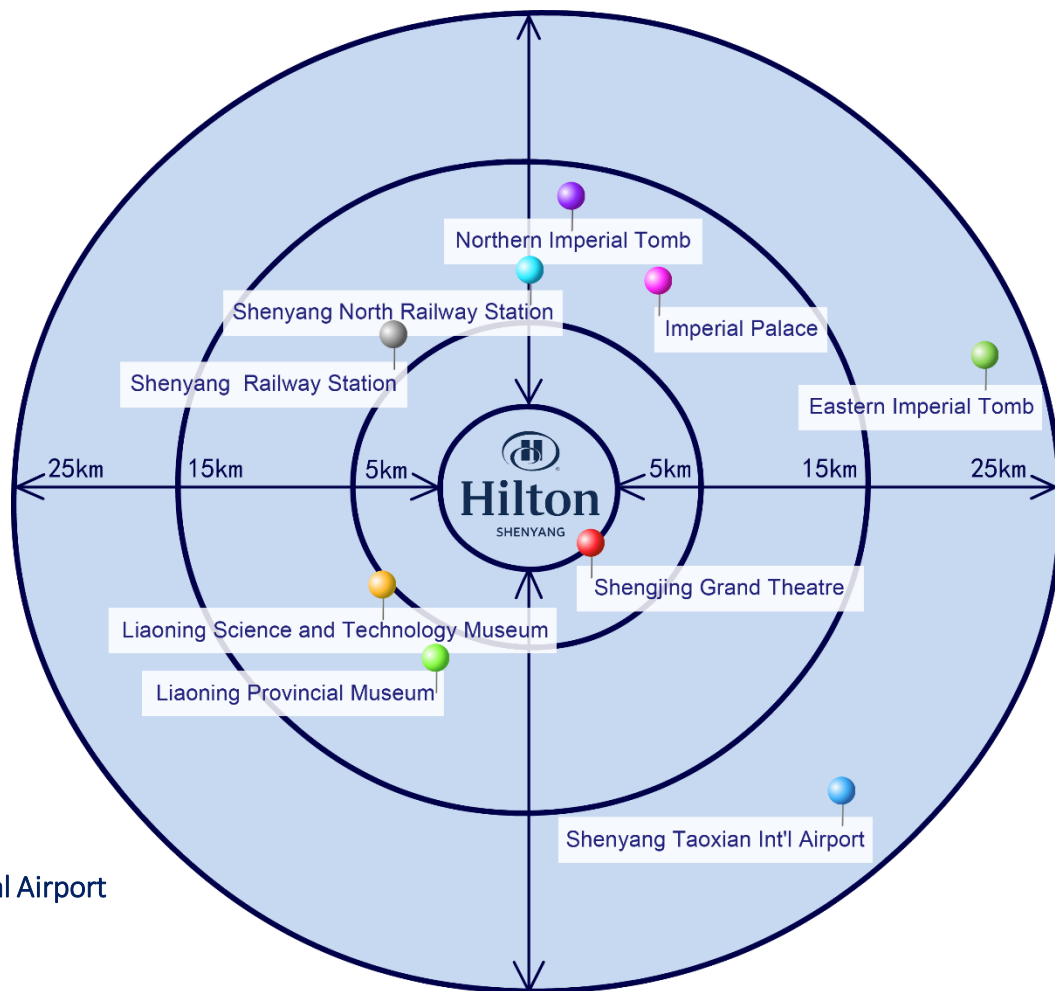 Northern Imperial Tomb
Shenyang North Railway Station
Imperial Palace
Shenyang  Railway Station
Eastern Imperial Tomb
25km 15km 5km 5km 15km 25km
Hilton
SHENYANG
Shengjing Grand Theatre
Liaoning Science and Technology Museum
Liaoning Provincial Museum
Shenyang Taoxian Int'l Airport
l Airport